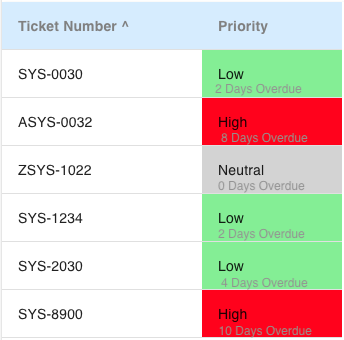 Ticket Number ^ Priority
SYS-0030 Low
2 Days Overdue
ASYS-0032 High
8 Days Overdue
ZSYS-1022 Neutral
0 Days Overdue
SYS-1234 Low
2 Days Overdue
SYS-2030 Low
4 Days Overdue
SYS-8900 High
10 Days Overdue